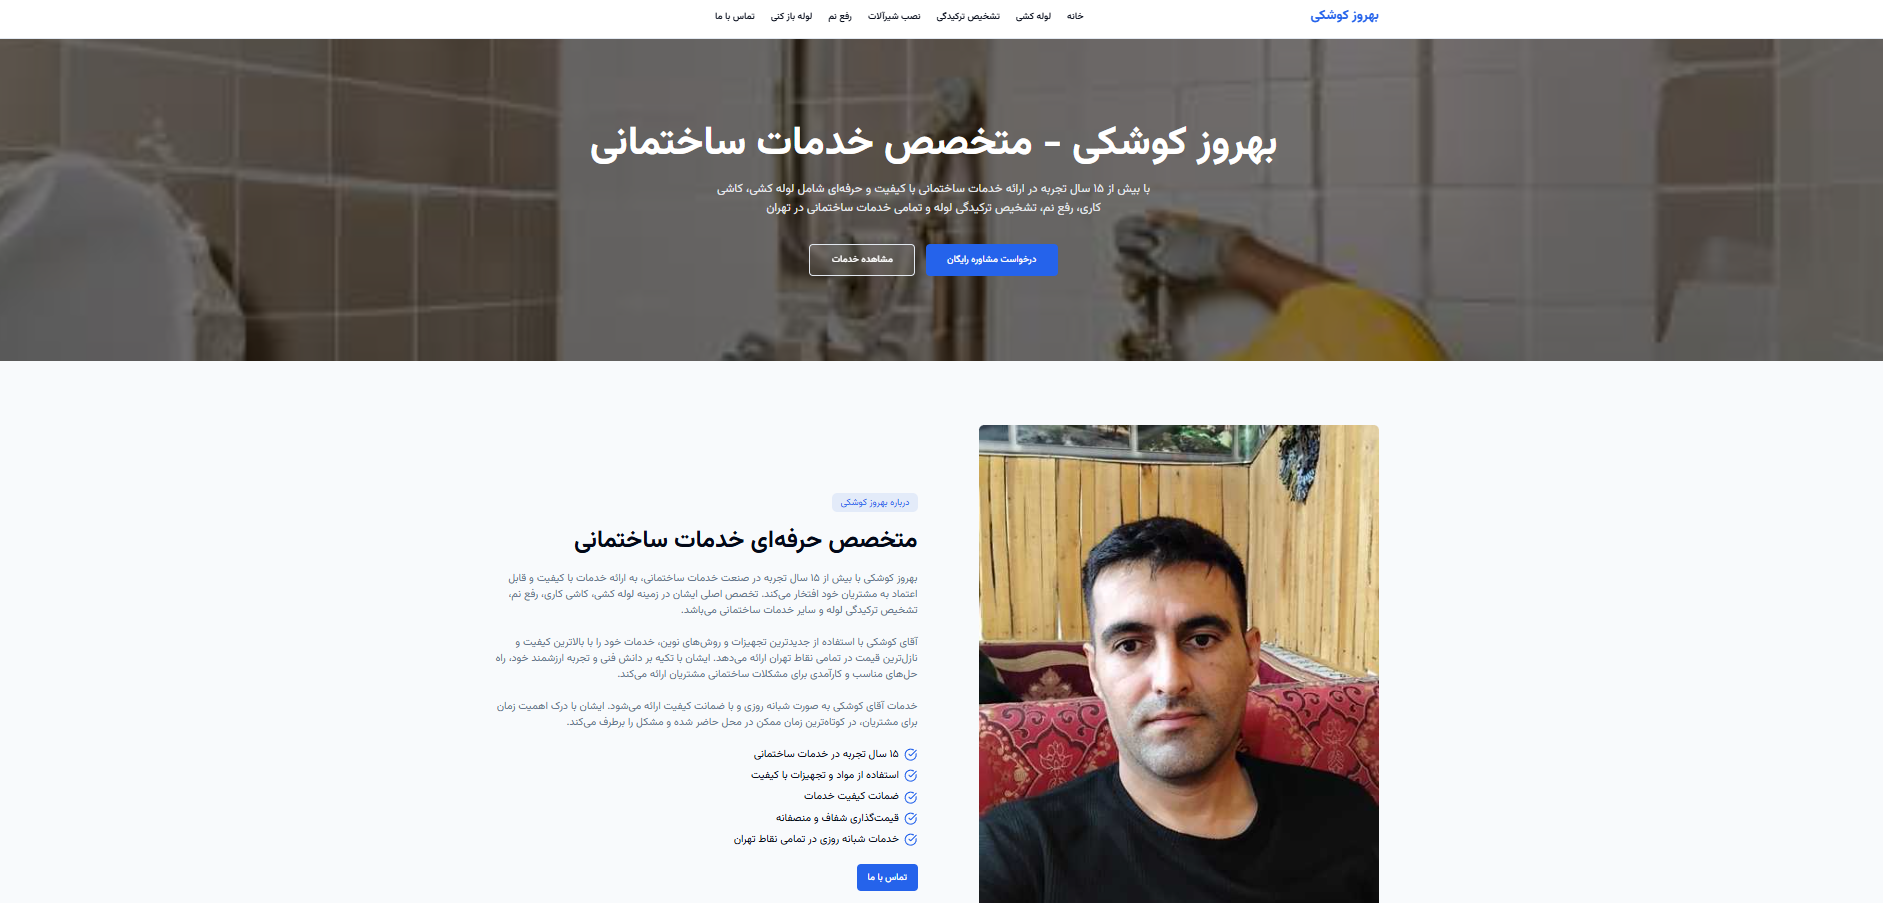 بهروز کوشکی
خانه
لوله کشی
تشخیص ترکیدگی
نصب شیرآلات
رفع نم
لوله باز کنی
تماس با ما
بهروز کوشکی - متخصص خدمات ساختمانی
با بیش از ۱۵ سال تجربه در ارائه خدمات ساختمانی با کیفیت و حرفه‌ای شامل لوله کشی، کاشی
کاری، رفع نم، تشخیص ترکیدگی لوله و تمامی خدمات ساختمانی در تهران
درخواست مشاوره رایگان
مشاهده خدمات
درباره بهروز کوشکی
متخصص حرفه‌ای خدمات ساختمانی
بهروز کوشکی با بیش از ۱۵ سال تجربه در صنعت خدمات ساختمانی، به ارائه خدمات با کیفیت و قابل
اعتماد به مشتریان خود افتخار می‌کند. تخصص اصلی ایشان در زمینه لوله کشی، کاشی کاری، رفع نم،
تشخیص ترکیدگی لوله و سایر خدمات ساختمانی می‌باشد.
آقای کوشکی با استفاده از جدیدترین تجهیزات و روش‌های نوین، خدمات خود را با بالاترین کیفیت و
نازل‌ترین قیمت در تمامی نقاط تهران ارائه می‌دهد. ایشان با تکیه بر دانش فنی و تجربه ارزشمند خود، راه
حل‌های مناسب و کارآمدی برای مشکلات ساختمانی مشتریان ارائه می‌کند.
خدمات آقای کوشکی به صورت شبانه روزی و با ضمانت کیفیت ارائه می‌شود. ایشان با درک اهمیت زمان
برای مشتریان، در کوتاه‌ترین زمان ممکن در محل حاضر شده و مشکل را برطرف می‌کند.
۱۵ سال تجربه در خدمات ساختمانی
استفاده از مواد و تجهیزات با کیفیت
ضمانت کیفیت خدمات
قیمت‌گذاری شفاف و منصفانه
خدمات شبانه روزی در تمامی نقاط تهران
تماس با ما